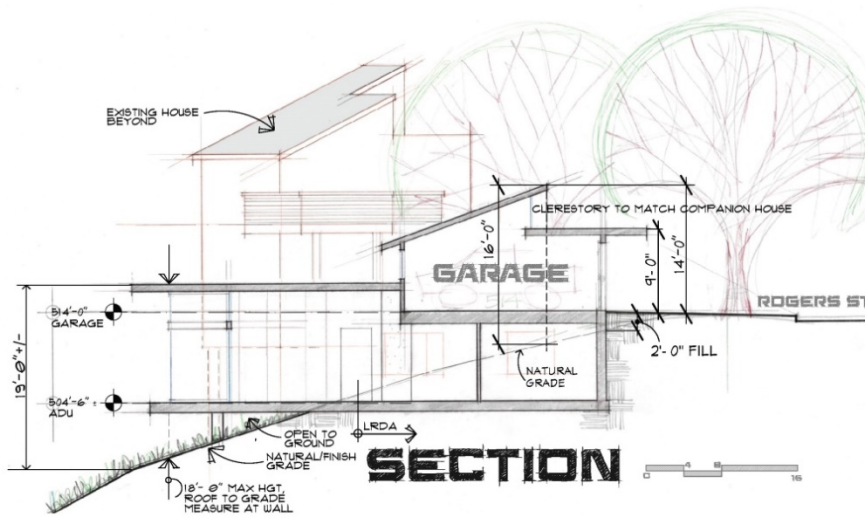 EXISTING HOUSE
BEYOND
CLERESTORY TO MATCH COMPANION HOUSE
16'-0"
9'-0"
14'-0"
GARAGE
ROGERS ST
514'-0"
GARAGE
2'-0" FILL
NATURAL
GRADE
19'-0"+/-
504'-6"
ADU
OPEN TO
GROUND
NATURAL/FINISH
GRADE
LRDA
SECTION
18'-0" MAX HGT,
ROOF TO GRADE
MEASURE AT WALL
0
4
8
16